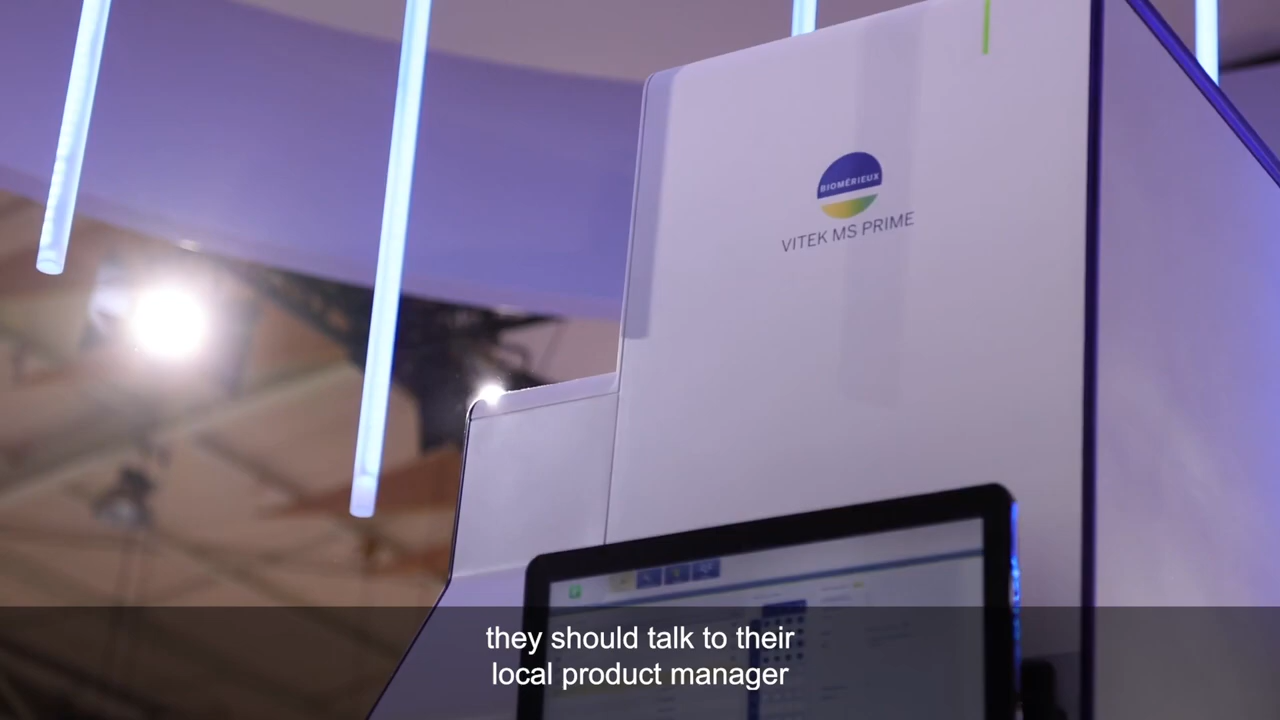 BIOMÉRIEUX
VITEK MS PRIME
they should talk to their
local product manager